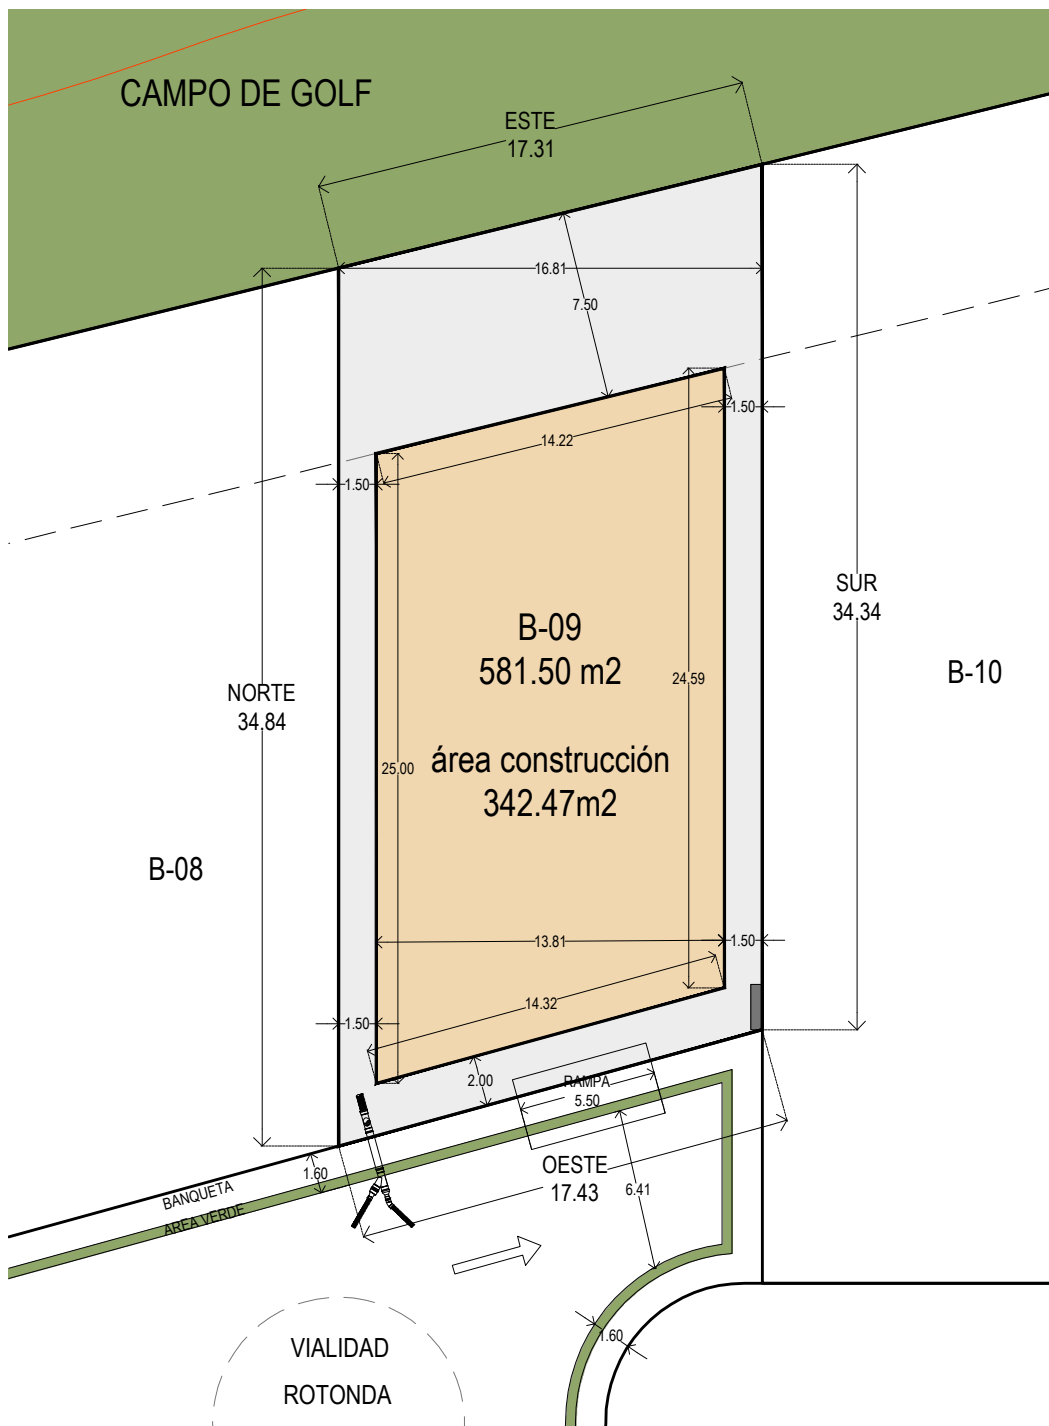 CAMPO DE GOLF
ESTE
17.31
16.81
7.50
1.50
14.22
1.50
SUR
34.34
B-09
581.50 m2
24.59
B-10
NORTE
34.84
área construcción
25.00
342.47m2
B-08
13.81
1.50
14.32
1.50
2.00
RAMPA
5.50
OESTE
17.43
1.60
BANQUETA
AREA VERDE
6.41
1.60
VIALIDAD
ROTONDA